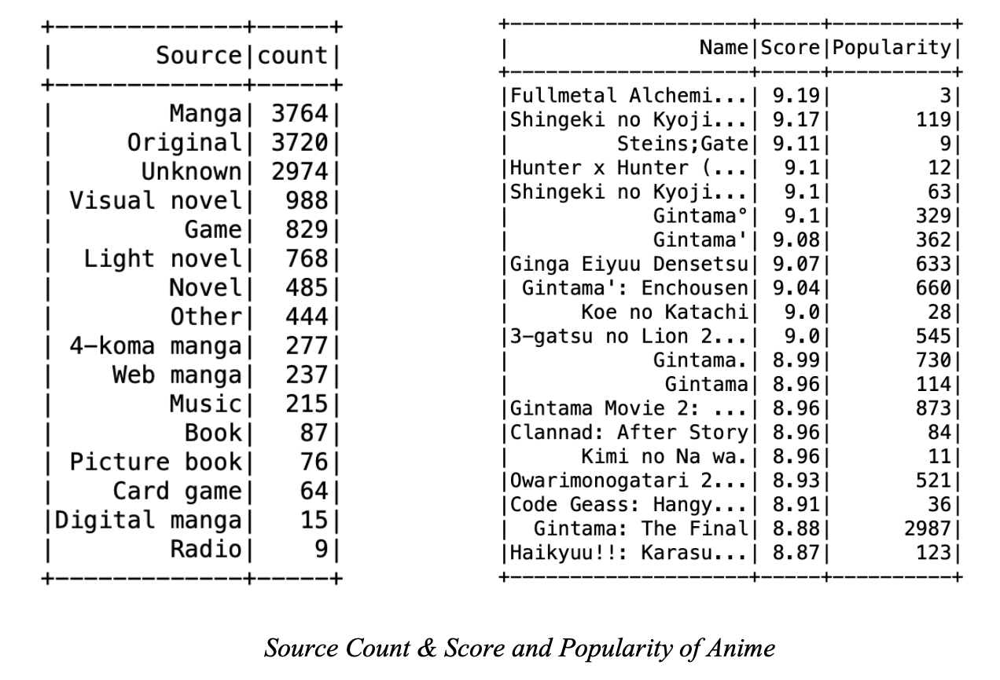 +--------------+-----+
|        Source|count|
+--------------+-----+
|         Manga| 3764|
|      Original| 3720|
|       Unknown| 2974|
|  Visual novel|  988|
|          Game|  829|
|   Light novel|  768|
|         Novel|  485|
|         Other|  444|
|  4-koma manga|  277|
|     Web manga|  237|
|         Music|  215|
|          Book|   87|
|  Picture book|   76|
|     Card game|   64|
| Digital manga|   15|
|         Radio|    9|
+--------------+-----+
+--------------------+-----+----------+
|                Name|Score|Popularity|
+--------------------+-----+----------+
|Fullmetal Alchemi...| 9.19|         3|
|Shingeki no Kyoji...| 9.17|       119|
|         Steins;Gate| 9.11|         9|
|Hunter x Hunter (...|  9.1|        12|
|Shingeki no Kyoji...|  9.1|        63|
|            Gintama°|  9.1|       329|
|            Gintama'| 9.08|       362|
|Ginga Eiyuu Densetsu| 9.07|       633|
| Gintama': Enchousen| 9.04|       660|
|      Koe no Katachi|  9.0|        28|
|3-gatsu no Lion 2...|  9.0|       545|
|            Gintama.| 8.99|       730|
|             Gintama| 8.96|       114|
|Gintama Movie 2: ...| 8.96|       873|
|Clannad: After Story| 8.96|        84|
|      Kimi no Na wa.| 8.96|        11|
|Owarimonogatari 2...| 8.93|       521|
|Code Geass: Hangy...| 8.91|        36|
|  Gintama: The Final| 8.88|      2987|
|Haikyuu!!: Karasu...| 8.87|       123|
+--------------------+-----+----------+
Source Count & Score and Popularity of Anime